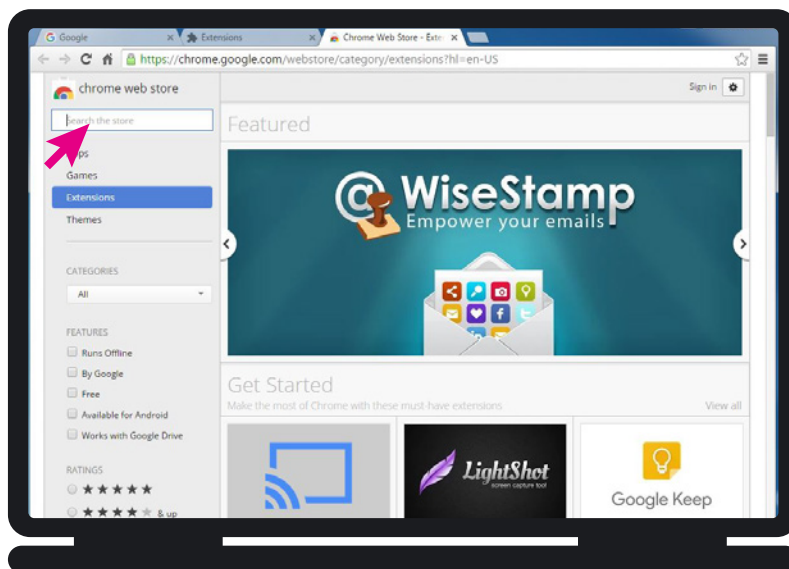 Google
Extensions
Chrome Web Store - Exte
https://chrome.google.com/webstore/category/extensions?hl=en-US
chrome web store
Sign in
Search the store
Featured
Games
Extensions
Themes
@ WiseStamp
Empower your emails
CATEGORIES
All
FEATURES
Runs Offline
By Google
Free
Available for Android
Works with Google Drive
Get Started
Make the most of Chrome with these must-have extensions
View all
RATINGS
& up
LightShot
screen capture tool
Google Keep